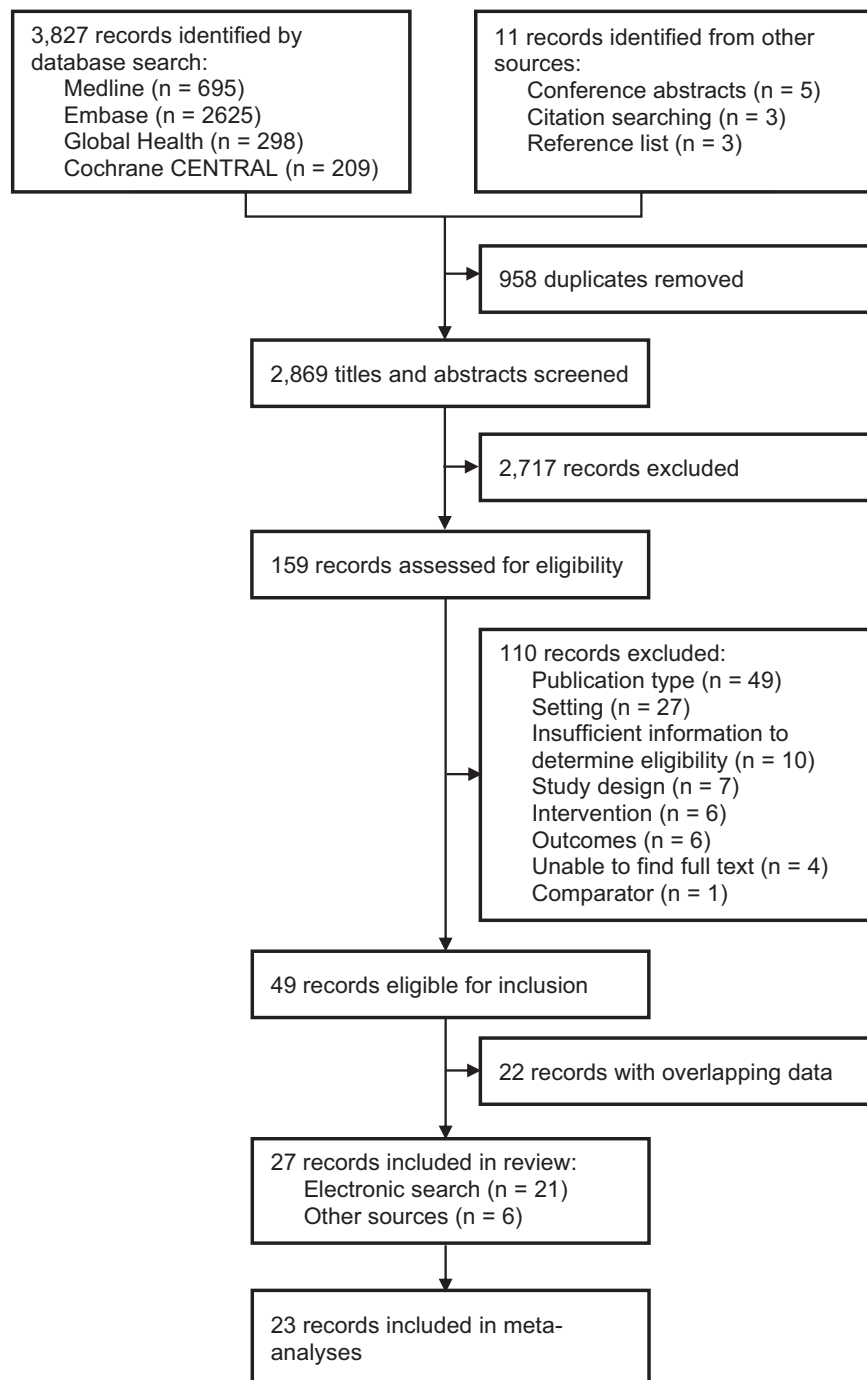 3,827 records identified by
database search:
Medline (n = 695)
Embase (n = 2625)
Global Health (n = 298)
Cochrane CENTRAL (n = 209)
11 records identified from other
sources:
Conference abstracts (n = 5)
Citation searching (n = 3)
Reference list (n = 3)
958 duplicates removed
2,869 titles and abstracts screened
2,717 records excluded
159 records assessed for eligibility
110 records excluded:
Publication type (n = 49)
Setting (n = 27)
Insufficient information to
determine eligibility (n = 10)
Study design (n = 7)
Intervention (n = 6)
Outcomes (n = 6)
Unable to find full text (n = 4)
Comparator (n = 1)
49 records eligible for inclusion
22 records with overlapping data
27 records included in review:
Electronic search (n = 21)
Other sources (n = 6)
23 records included in meta-
analyses